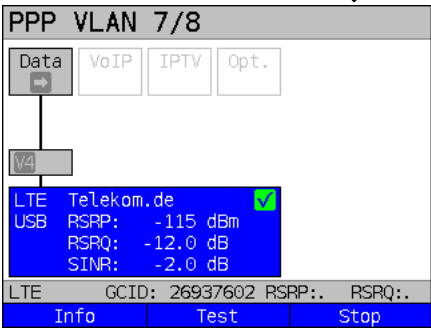 PPP VLAN 7/8
Data VoIP IPTV Opt.
V4
LTE Telekom.de
USB RSRP: -115 dBm
RSRQ: -12.0 dB
SINR: -2.0 dB
LTE GCID: 26937602 RSRP:. RSRQ:.
Info Test Stop